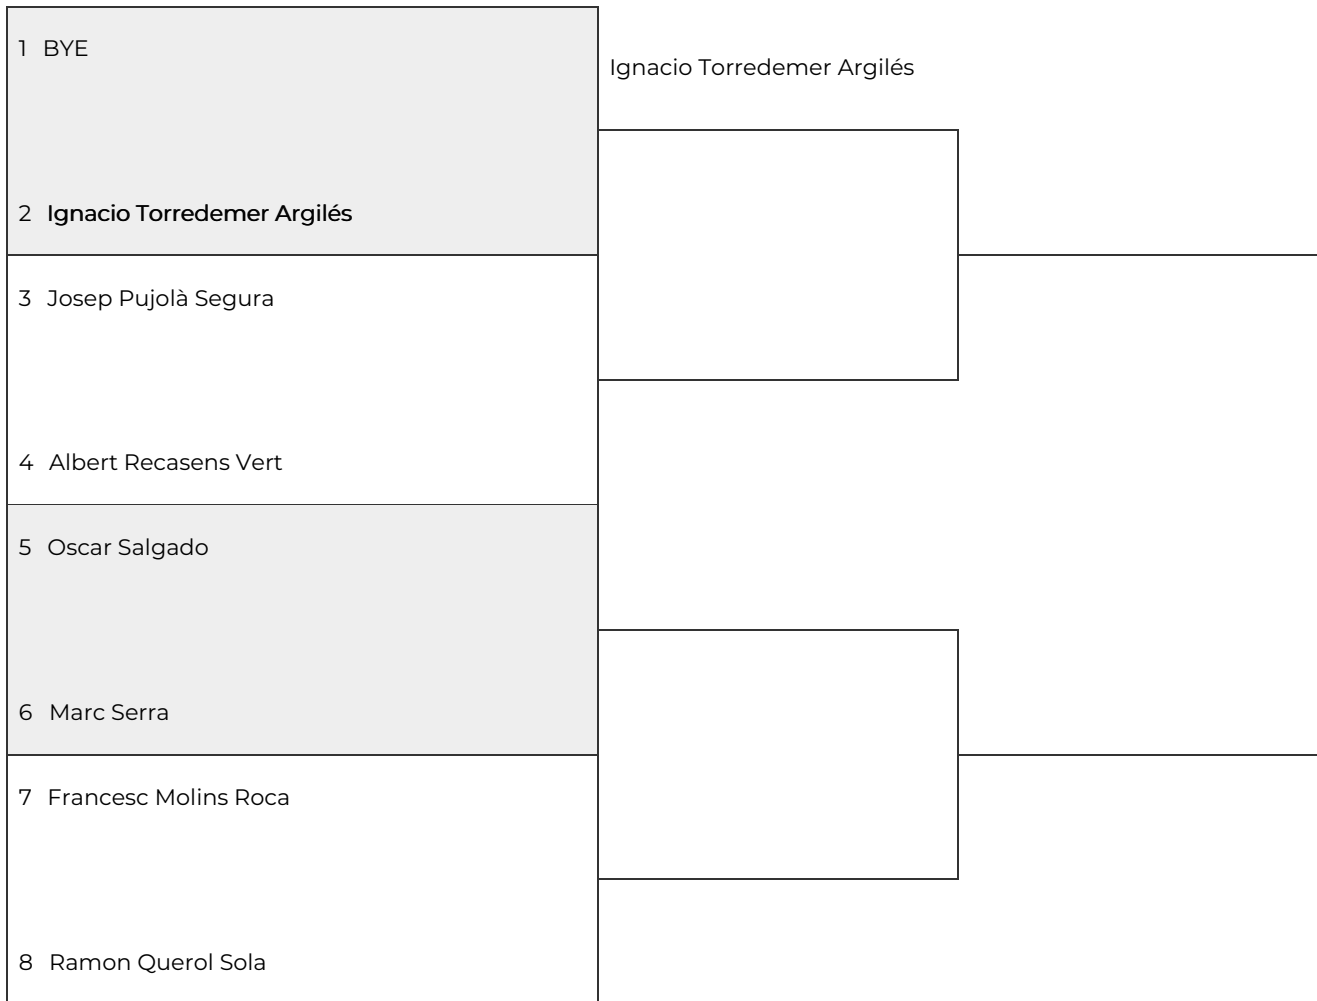 1 BYE
Ignacio Torredemer Argilés
2 Ignacio Torredemer Argilés
3 Josep Pujolà Segura
4 Albert Recasens Vert
5 Oscar Salgado
6 Marc Serra
7 Francesc Molins Roca
8 Ramon Querol Sola